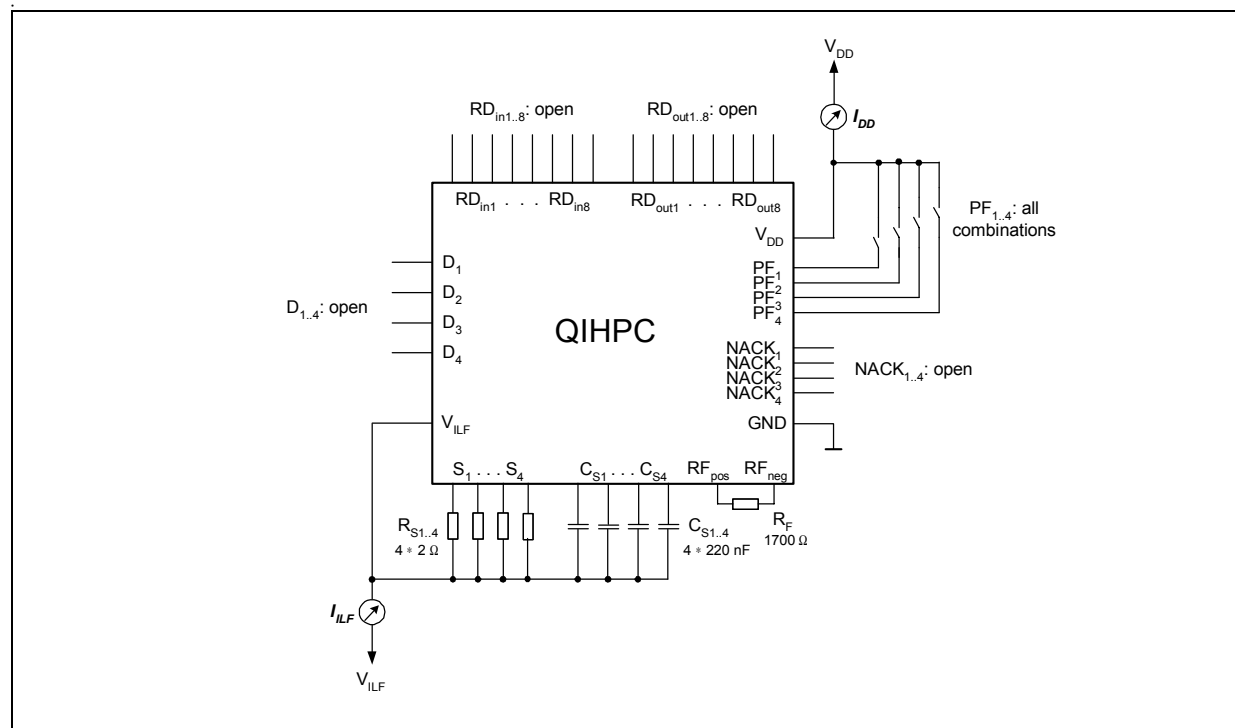 V_DD
I_DD
RD_in1..8: open
RD_out1..8: open
RD_in1 . . . RD_in8
RD_out1 . . . RD_out8
PF_1..4: all
combinations
V_DD
D_1
D_2
D_3
D_4
D_1..4: open
PF_1
PF_2
PF_3
PF_4
QIHPC
NACK_1
NACK_2
NACK_3
NACK_4
NACK_1..4: open
V_ILF
GND
S_1 . . . S_4
C_S1 . . . C_S4
RF_pos
RF_neg
R_S1..4
4 * 2 Ω
C_S1..4
4 * 220 nF
R_F
1700 Ω
I_ILF
V_ILF